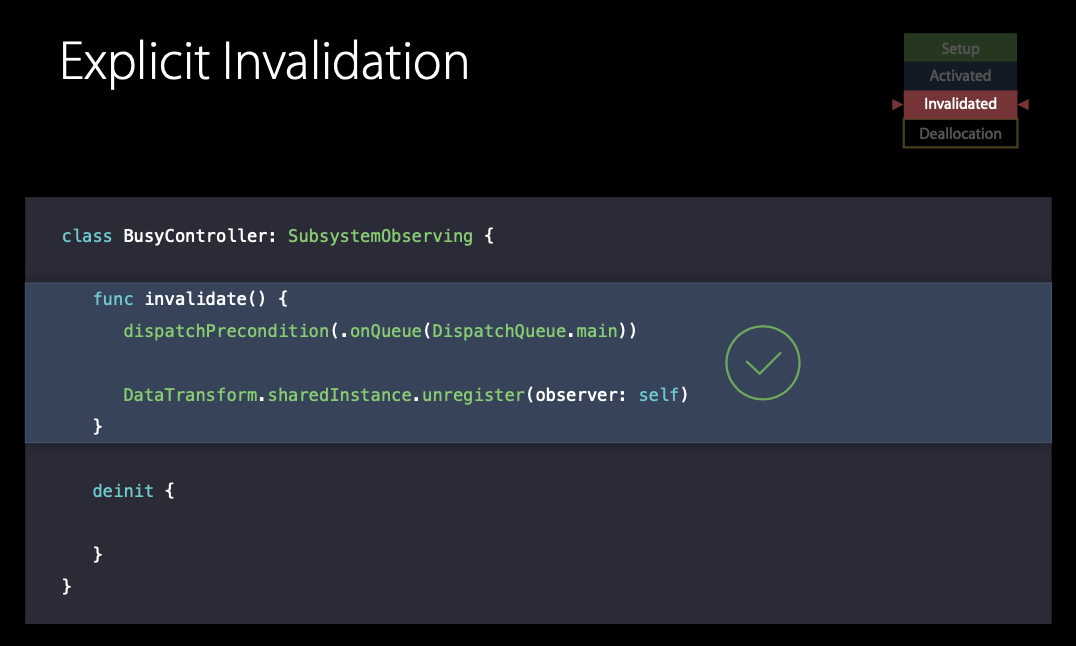 Explicit Invalidation
Setup
Activated
Invalidated
Deallocation
class BusyController: SubsystemObserving {
func invalidate() {
dispatchPrecondition(.onQueue(DispatchQueue.main))
DataTransform.sharedInstance.unregister(observer: self)
}
deinit {
}
}